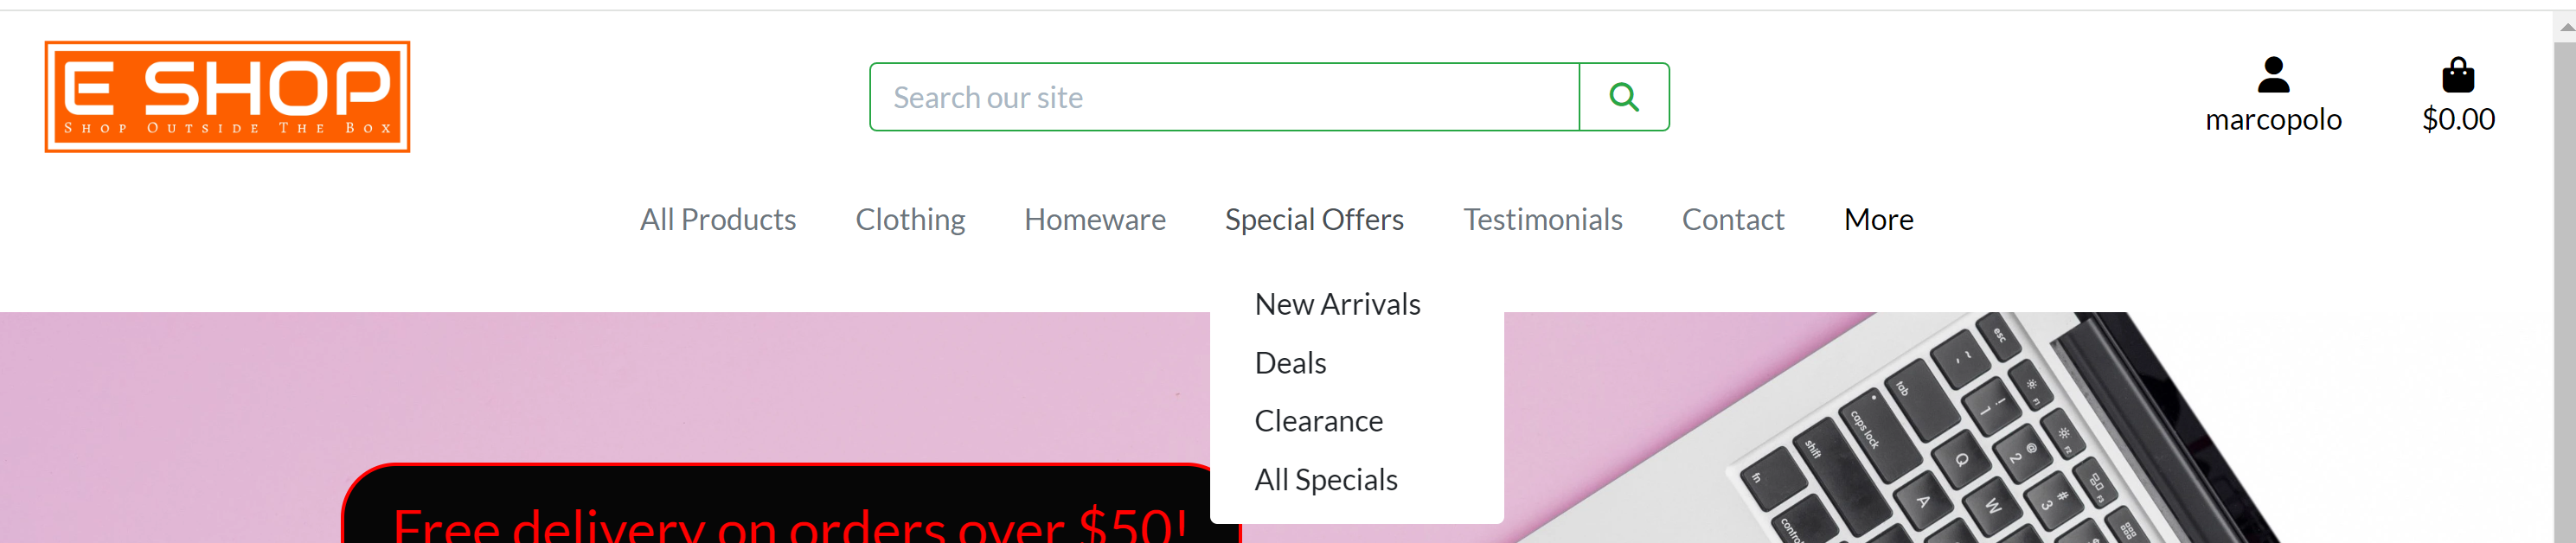 E SHOP
Shop Outside The Box
Search our site
marcopolo
$0.00
All Products Clothing Homeware Special Offers Testimonials Contact More
New Arrivals
Deals
Clearance
All Specials
Free delivery on orders over $50!
esc
~ `
tab
! 1
F1
caps lock
Q
@ 2
F2
shift
A
W
# 3
F3
fn
control